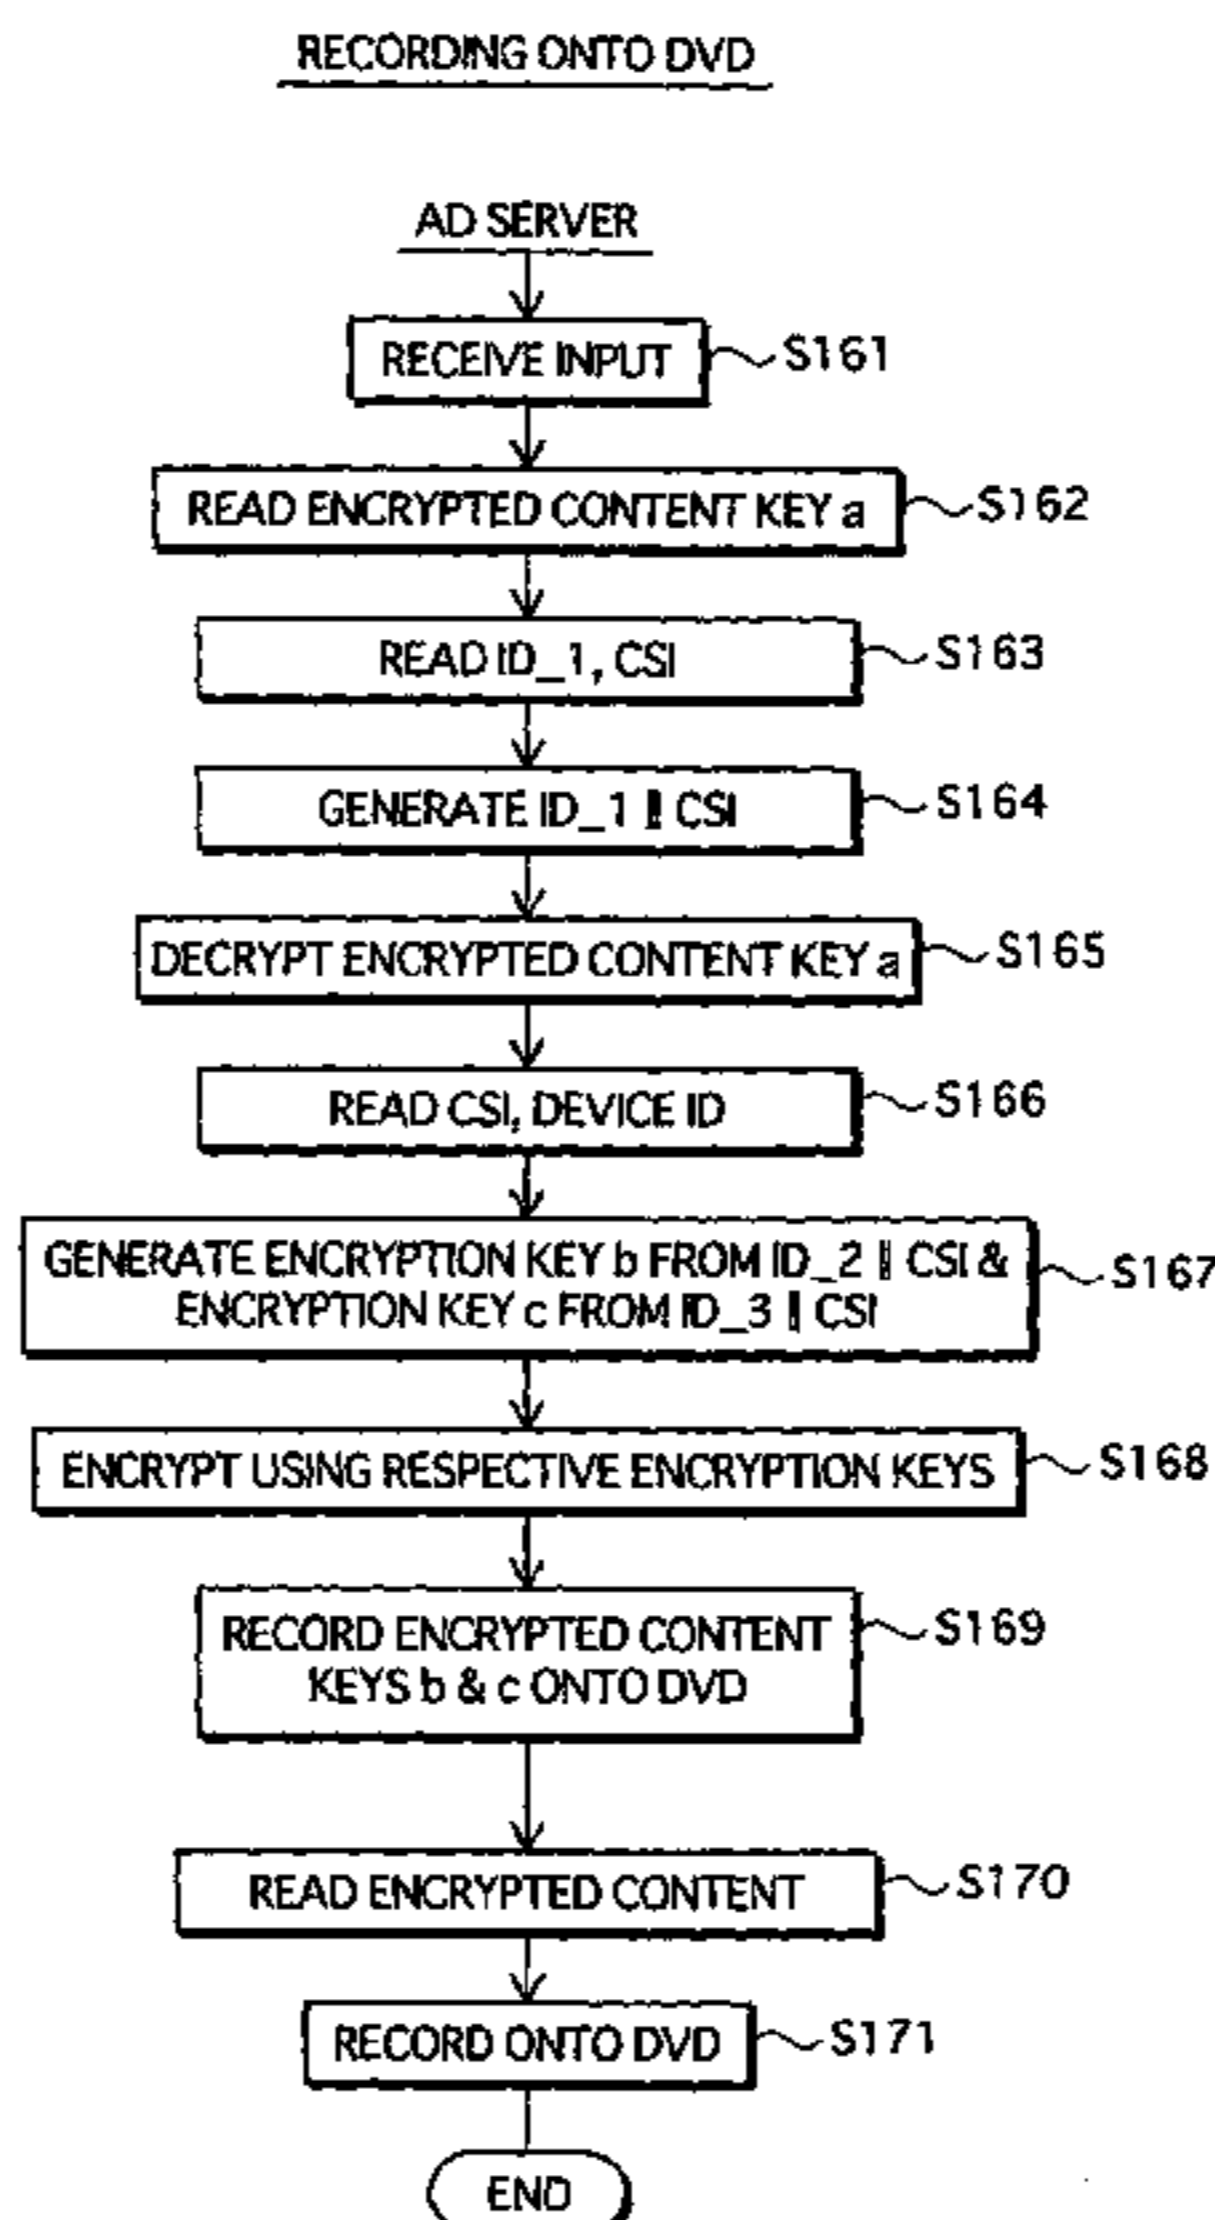 RECORDING ONTO DVD
AD SERVER
RECEIVE INPUT
S161
READ ENCRYPTED CONTENT KEY a
S162
READ ID_1, CSI
S163
GENERATE ID_1 || CSI
S164
DECRYPT ENCRYPTED CONTENT KEY a
S165
READ CSI, DEVICE ID
S166
GENERATE ENCRYPTION KEY b FROM ID_2 || CSI &
ENCRYPTION KEY c FROM ID_3 || CSI
S167
ENCRYPT USING RESPECTIVE ENCRYPTION KEYS
S168
RECORD ENCRYPTED CONTENT
KEYS b & c ONTO DVD
S169
READ ENCRYPTED CONTENT
S170
RECORD ONTO DVD
S171
END